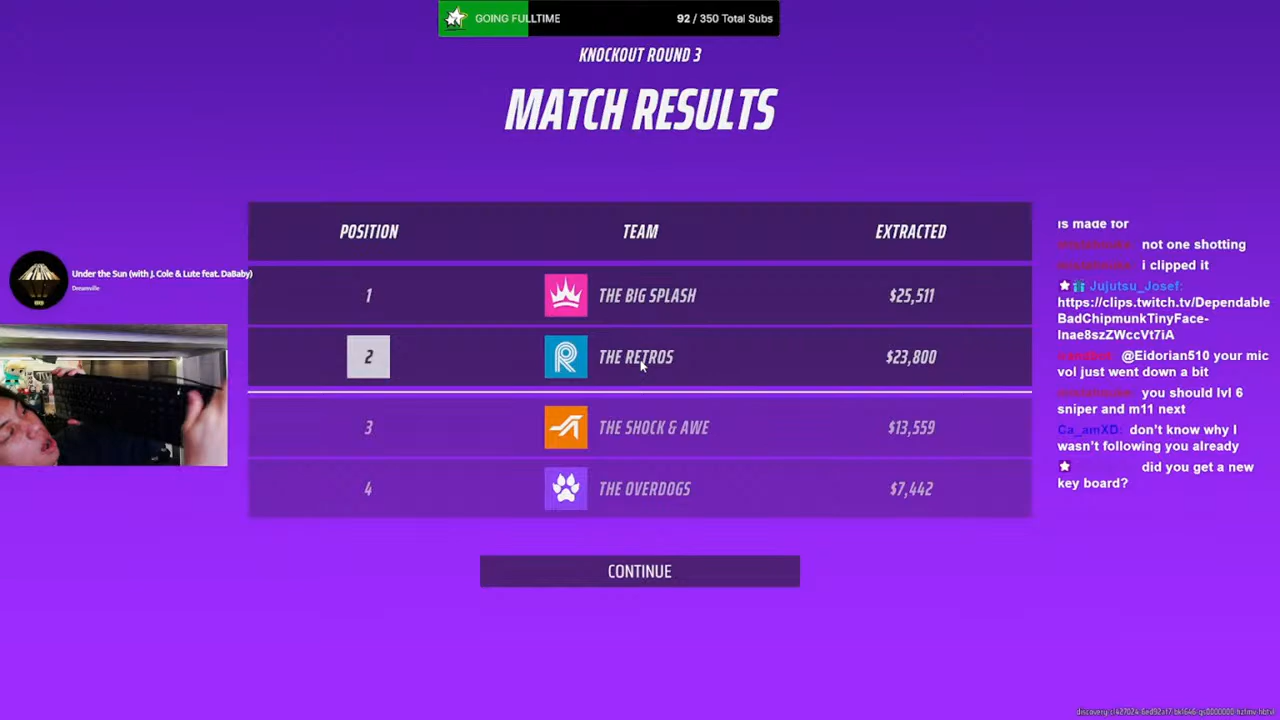 GOING FULLTIME 92 / 350 Total Subs
KNOCKOUT ROUND 3
MATCH RESULTS
POSITION TEAM EXTRACTED
1 THE BIG SPLASH $25,511
2 THE RETROS $23,800
3 THE SHOCK & AWE $13,559
4 THE OVERDOGS $7,442
CONTINUE
Under the Sun (with J. Cole & Lute feat. DaBaby)
Dreamville
is made for
not one shotting
i clipped it
Jujutsu_Josef:
https://clips.twitch.tv/Dependable
BadChipmunkTinyFace-
Inae8szZWccVt7iA
@Eidorian510 your mic
vol just went down a bit
you should lvl 6
sniper and m11 next
Ca_amXD: don't know why I
wasn't following you already
did you get a new
key board?